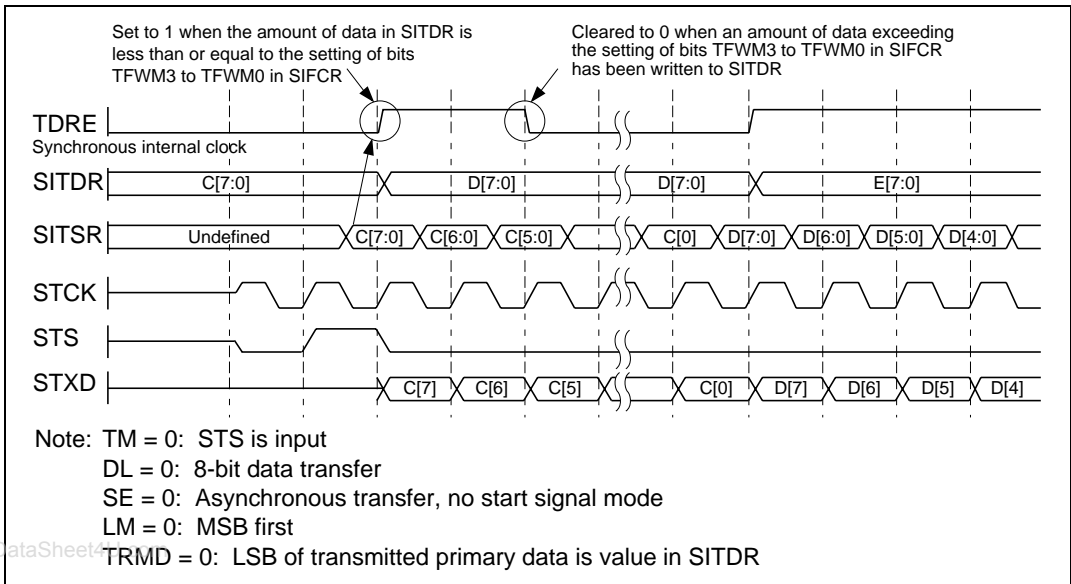 Set to 1 when the amount of data in SITDR is
less than or equal to the setting of bits
TFWM3 to TFWM0 in SIFCR
Cleared to 0 when an amount of data exceeding
the setting of bits TFWM3 to TFWM0 in SIFCR
has been written to SITDR
TDRE
Synchronous internal clock
SITDR C[7:0] D[7:0] D[7:0] E[7:0]
SITSR Undefined C[7:0] C[6:0] C[5:0] C[0] D[7:0] D[6:0] D[5:0] D[4:0]
STCK
STS
STXD C[7] C[6] C[5] C[0] D[7] D[6] D[5] D[4]
Note: TM = 0: STS is input
DL = 0: 8-bit data transfer
SE = 0: Asynchronous transfer, no start signal mode
LM = 0: MSB first
TRMD = 0: LSB of transmitted primary data is value in SITDR